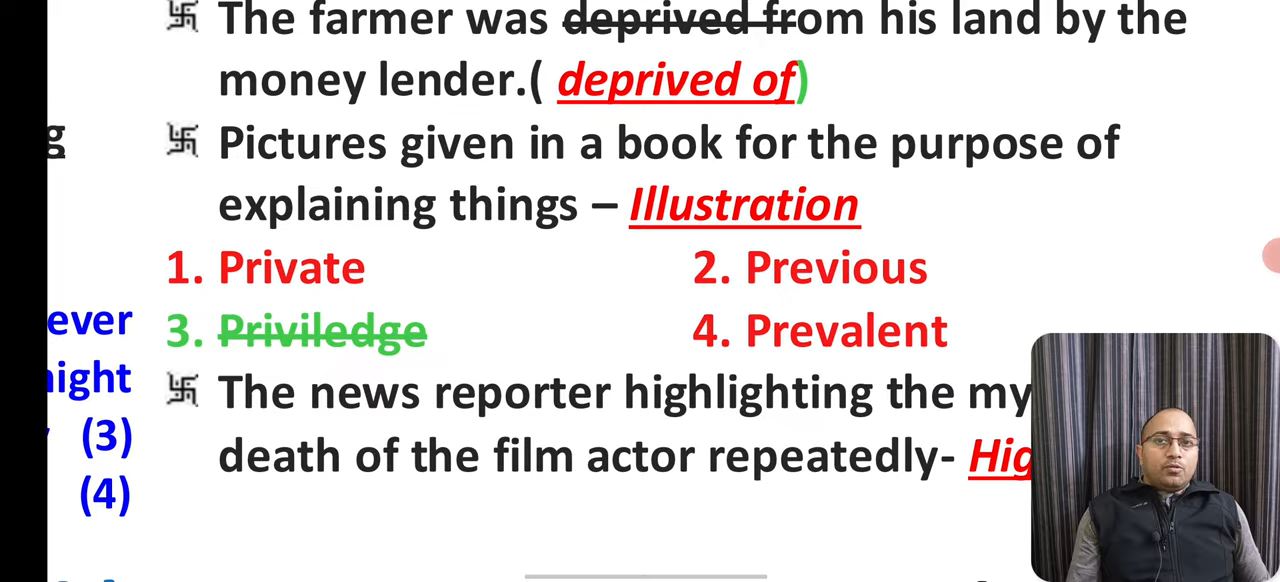 The farmer was deprived from his land by the
money lender.( deprived of)
Pictures given in a book for the purpose of
explaining things – Illustration
1. Private 2. Previous
3. Priviledge 4. Prevalent
The news reporter highlighting the my
death of the film actor repeatedly- Hig
g
ever
night
(3)
(4)